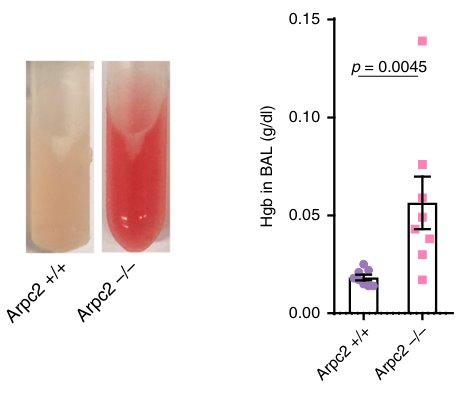 Arpc2 +/+
Arpc2 –/–
Hgb in BAL (g/dl)
0.15
0.10
0.05
0.00
p = 0.0045
Arpc2 +/+
Arpc2 –/–